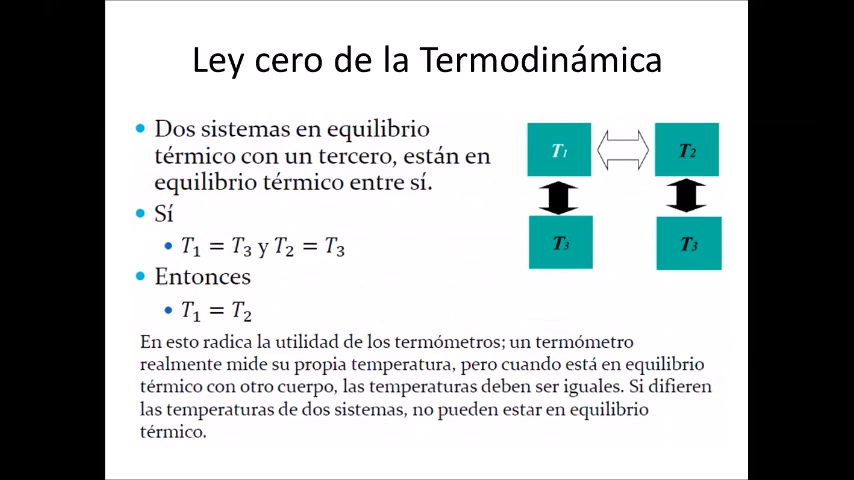 Ley cero de la Termodinámica
• Dos sistemas en equilibrio
térmico con un tercero, están en
equilibrio térmico entre sí.
• Sí
• T₁ = T₃ y T₂ = T₃
• Entonces
• T₁ = T₂
T₁
T₂
T₃
T₃
En esto radica la utilidad de los termómetros; un termómetro
realmente mide su propia temperatura, pero cuando está en equilibrio
térmico con otro cuerpo, las temperaturas deben ser iguales. Si difieren
las temperaturas de dos sistemas, no pueden estar en equilibrio
térmico.